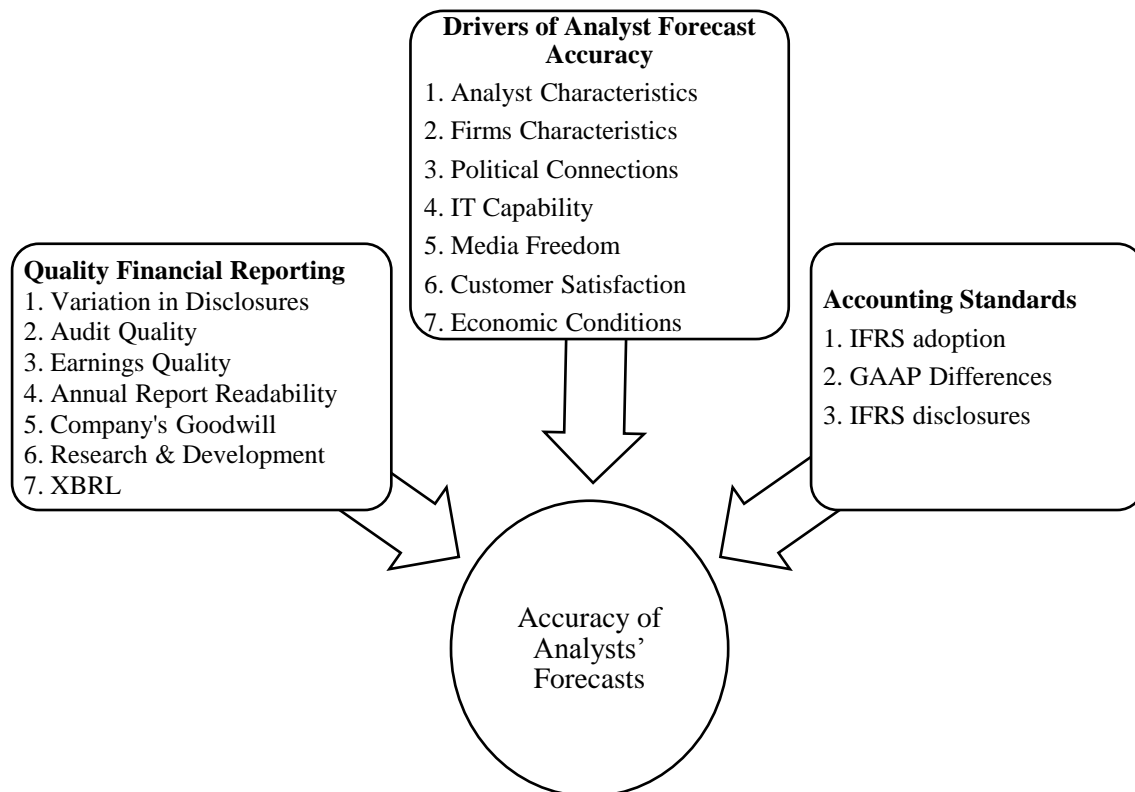 Drivers of Analyst Forecast
Accuracy
1. Analyst Characteristics
2. Firms Characteristics
3. Political Connections
4. IT Capability
5. Media Freedom
6. Customer Satisfaction
7. Economic Conditions
Quality Financial Reporting
1. Variation in Disclosures
2. Audit Quality
3. Earnings Quality
4. Annual Report Readability
5. Company's Goodwill
6. Research & Development
7. XBRL
Accounting Standards
1. IFRS adoption
2. GAAP Differences
3. IFRS disclosures
Accuracy of
Analysts’
Forecasts